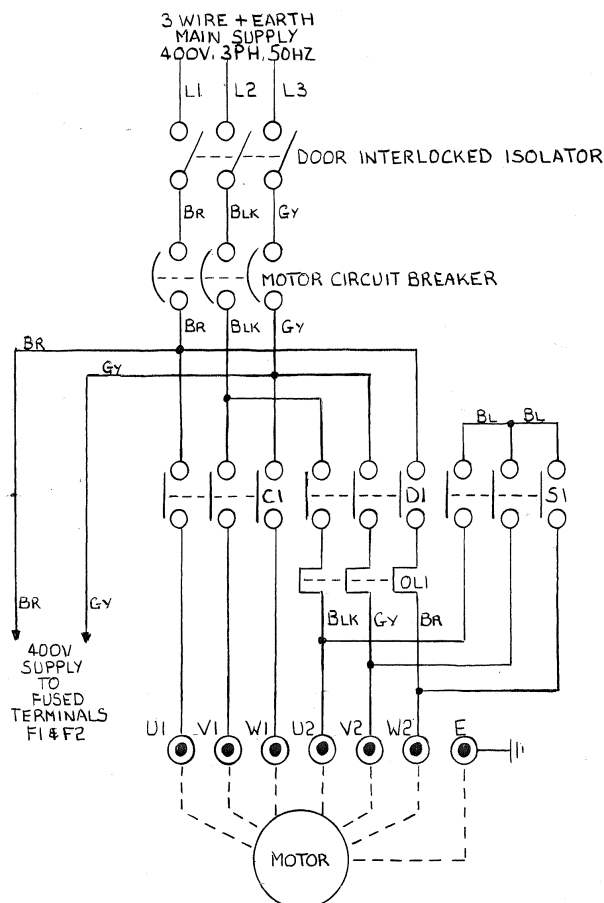 3 WIRE + EARTH
MAIN SUPPLY
400V, 3PH, 50HZ
L1 L2 L3
DOOR INTERLOCKED ISOLATOR
BR BLK GY
MOTOR CIRCUIT BREAKER
BR BLK GY
BR
GY
BL BL
C1 D1 S1
OL1
BR GY
BLK GY BR
400V
SUPPLY
TO
FUSED
TERMINALS
F1 & F2
U1 V1 W1 U2 V2 W2 E
MOTOR